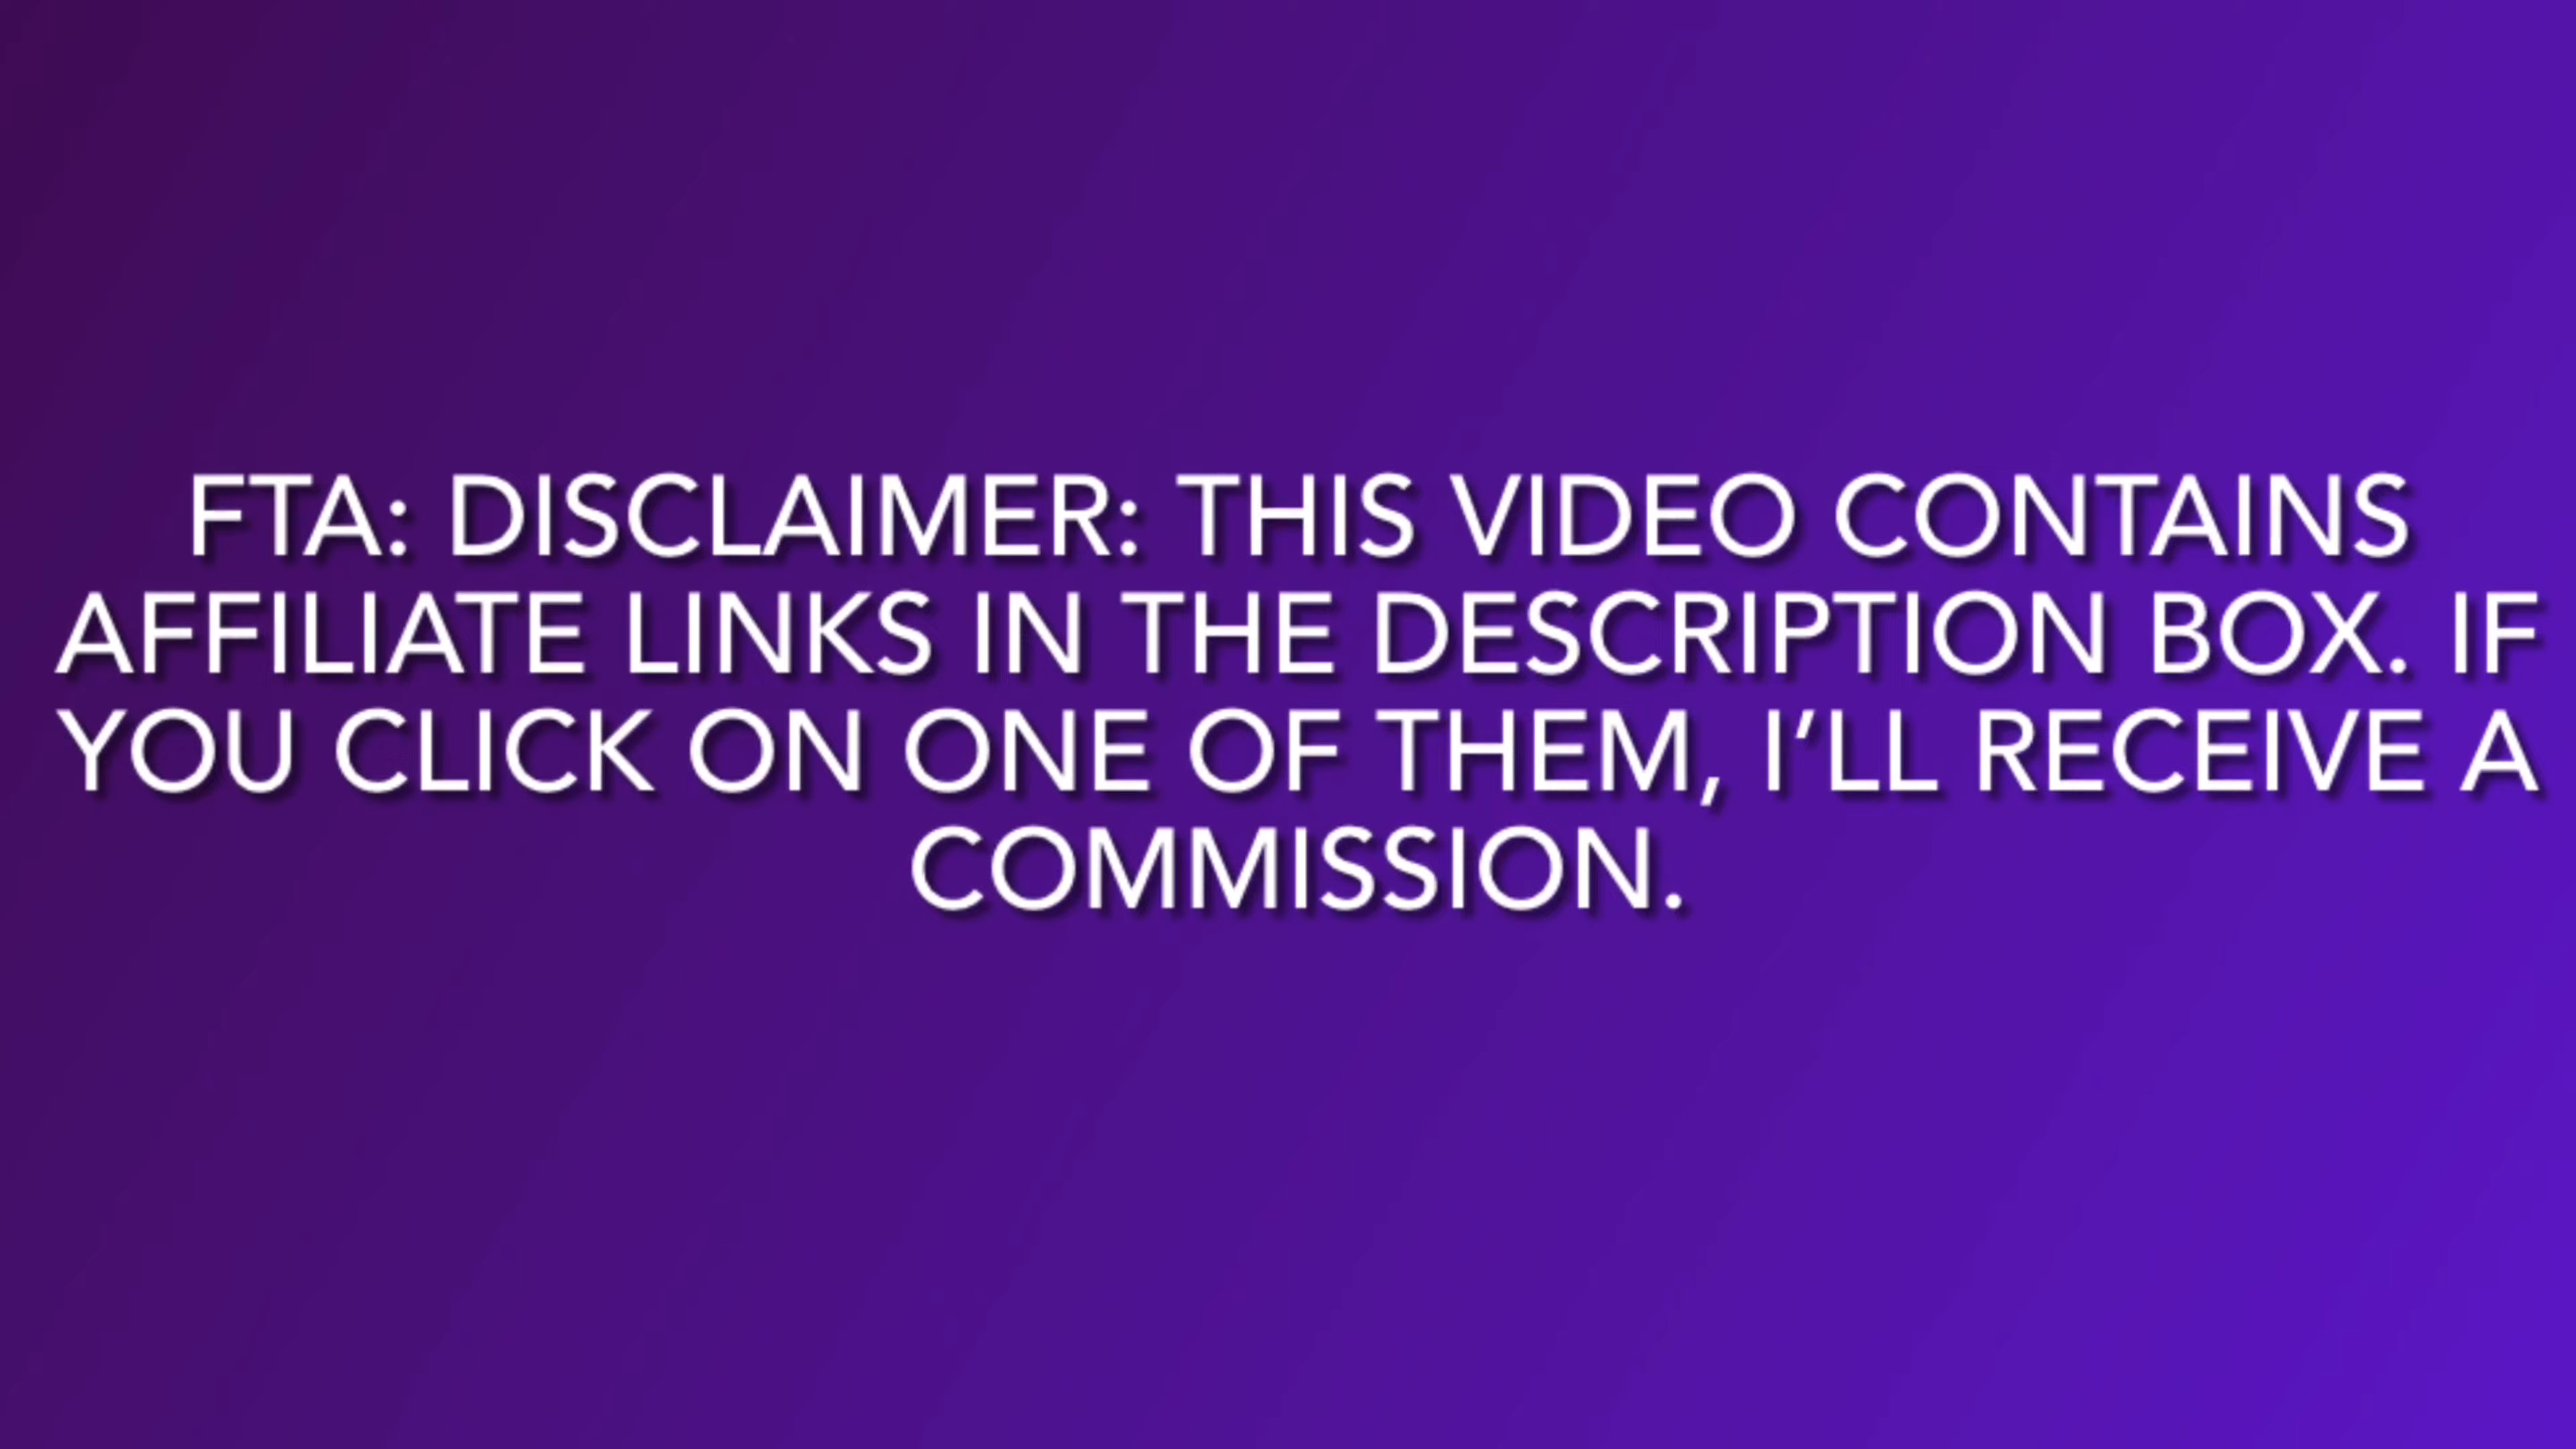 FTA: DISCLAIMER: THIS VIDEO CONTAINS
AFFILIATE LINKS IN THE DESCRIPTION BOX. IF
YOU CLICK ON ONE OF THEM, I’LL RECEIVE A
COMMISSION.